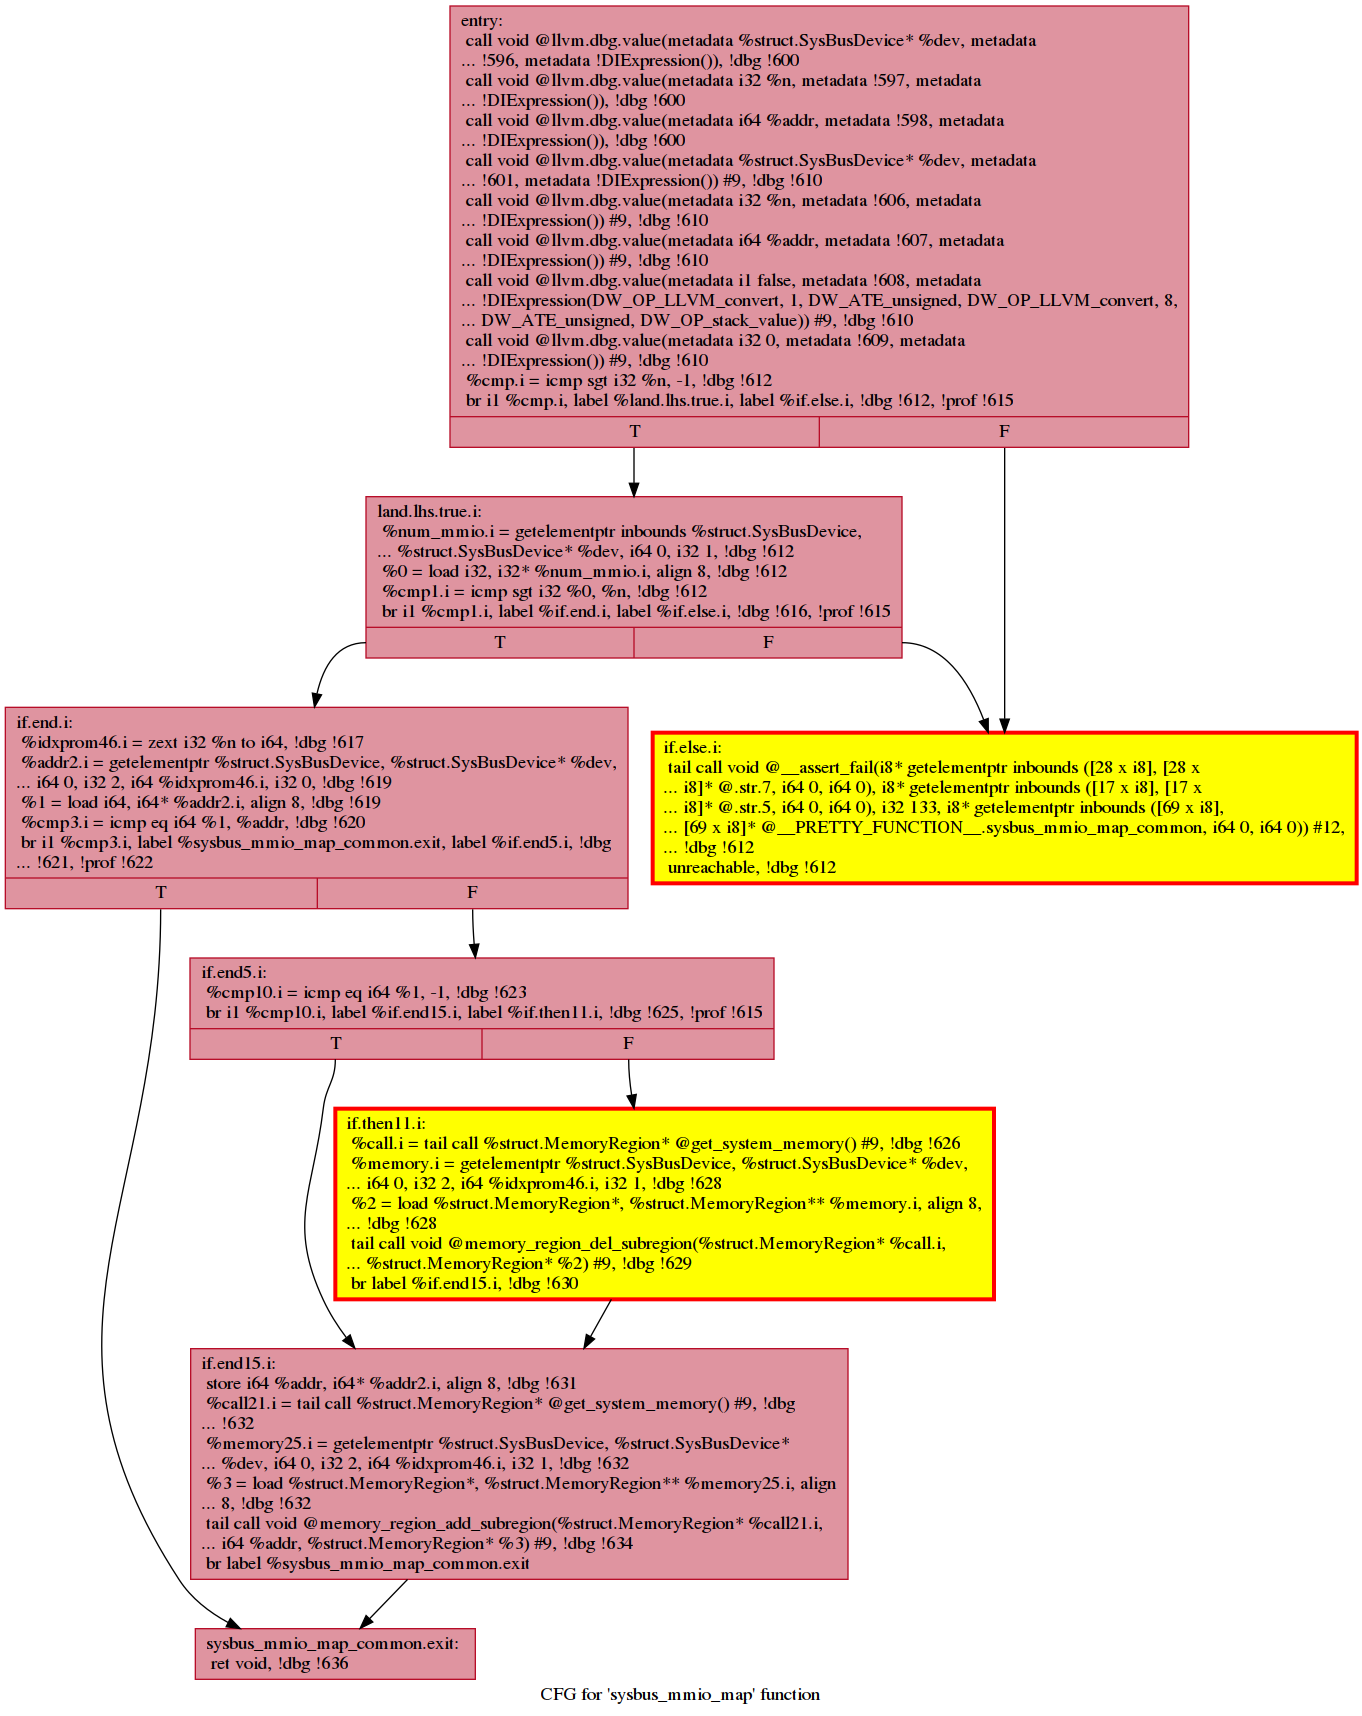 entry:
call void @llvm.dbg.value(metadata %struct.SysBusDevice* %dev, metadata
... !596, metadata !DIExpression()), !dbg !600
call void @llvm.dbg.value(metadata i32 %n, metadata !597, metadata
... !DIExpression()), !dbg !600
call void @llvm.dbg.value(metadata i64 %addr, metadata !598, metadata
... !DIExpression()), !dbg !600
call void @llvm.dbg.value(metadata %struct.SysBusDevice* %dev, metadata
... !601, metadata !DIExpression()) #9, !dbg !610
call void @llvm.dbg.value(metadata i32 %n, metadata !606, metadata
... !DIExpression()) #9, !dbg !610
call void @llvm.dbg.value(metadata i64 %addr, metadata !607, metadata
... !DIExpression()) #9, !dbg !610
call void @llvm.dbg.value(metadata i1 false, metadata !608, metadata
... !DIExpression(DW_OP_LLVM_convert, 1, DW_ATE_unsigned, DW_OP_LLVM_convert, 8,
... DW_ATE_unsigned, DW_OP_stack_value)) #9, !dbg !610
call void @llvm.dbg.value(metadata i32 0, metadata !609, metadata
... !DIExpression()) #9, !dbg !610
%cmp.i = icmp sgt i32 %n, -1, !dbg !612
br i1 %cmp.i, label %land.lhs.true.i, label %if.else.i, !dbg !612, !prof !615
T
F
land.lhs.true.i:
%num_mmio.i = getelementptr inbounds %struct.SysBusDevice,
... %struct.SysBusDevice* %dev, i64 0, i32 1, !dbg !612
%0 = load i32, i32* %num_mmio.i, align 8, !dbg !612
%cmp1.i = icmp sgt i32 %0, %n, !dbg !612
br i1 %cmp1.i, label %if.end.i, label %if.else.i, !dbg !616, !prof !615
T
F
if.end.i:
%idxprom46.i = zext i32 %n to i64, !dbg !617
%addr2.i = getelementptr %struct.SysBusDevice, %struct.SysBusDevice* %dev,
... i64 0, i32 2, i64 %idxprom46.i, i32 0, !dbg !619
%1 = load i64, i64* %addr2.i, align 8, !dbg !619
%cmp3.i = icmp eq i64 %1, %addr, !dbg !620
br i1 %cmp3.i, label %sysbus_mmio_map_common.exit, label %if.end5.i, !dbg
... !621, !prof !622
T
F
if.else.i:
tail call void @__assert_fail(i8* getelementptr inbounds ([28 x i8], [28 x
... i8]* @.str.7, i64 0, i64 0), i8* getelementptr inbounds ([17 x i8], [17 x
... i8]* @.str.5, i64 0, i64 0), i32 133, i8* getelementptr inbounds ([69 x i8],
... [69 x i8]* @__PRETTY_FUNCTION__.sysbus_mmio_map_common, i64 0, i64 0)) #12,
... !dbg !612
unreachable, !dbg !612
if.end5.i:
%cmp10.i = icmp eq i64 %1, -1, !dbg !623
br i1 %cmp10.i, label %if.end15.i, label %if.then11.i, !dbg !625, !prof !615
T
F
if.then11.i:
%call.i = tail call %struct.MemoryRegion* @get_system_memory() #9, !dbg !626
%memory.i = getelementptr %struct.SysBusDevice, %struct.SysBusDevice* %dev,
... i64 0, i32 2, i64 %idxprom46.i, i32 1, !dbg !628
%2 = load %struct.MemoryRegion*, %struct.MemoryRegion** %memory.i, align 8,
... !dbg !628
tail call void @memory_region_del_subregion(%struct.MemoryRegion* %call.i,
... %struct.MemoryRegion* %2) #9, !dbg !629
br label %if.end15.i, !dbg !630
if.end15.i:
store i64 %addr, i64* %addr2.i, align 8, !dbg !631
%call21.i = tail call %struct.MemoryRegion* @get_system_memory() #9, !dbg
... !632
%memory25.i = getelementptr %struct.SysBusDevice, %struct.SysBusDevice*
... %dev, i64 0, i32 2, i64 %idxprom46.i, i32 1, !dbg !632
%3 = load %struct.MemoryRegion*, %struct.MemoryRegion** %memory25.i, align
... 8, !dbg !632
tail call void @memory_region_add_subregion(%struct.MemoryRegion* %call21.i,
... i64 %addr, %struct.MemoryRegion* %3) #9, !dbg !634
br label %sysbus_mmio_map_common.exit
sysbus_mmio_map_common.exit:
ret void, !dbg !636
CFG for 'sysbus_mmio_map' function